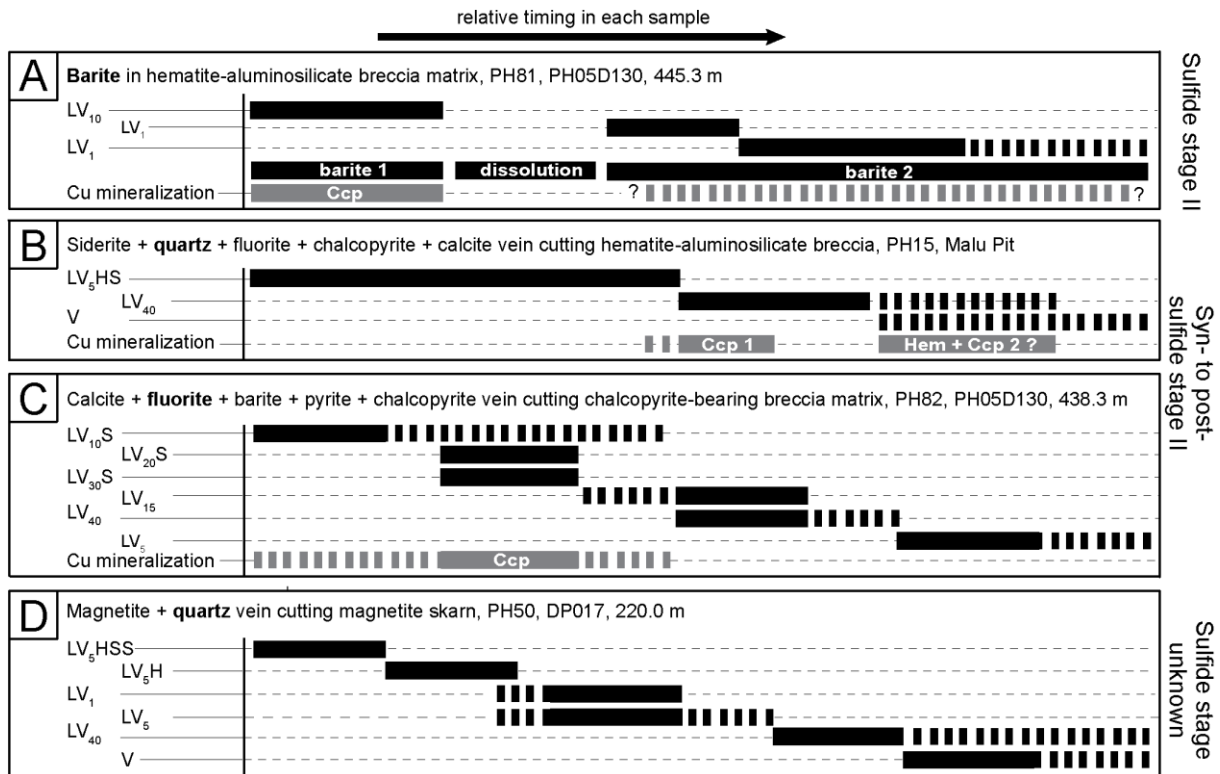 relative timing in each sample
A Barite in hematite-aluminosilicate breccia matrix, PH81, PH05D130, 445.3 m
LV₁₀
LV₁
LV₁
barite 1 dissolution barite 2
Cu mineralization Ccp ? ?
Sulfide stage II
B Siderite + quartz + fluorite + chalcopyrite + calcite vein cutting hematite-aluminosilicate breccia, PH15, Malu Pit
LV₅HS
LV₄₀
V
Cu mineralization Ccp 1 Hem + Ccp 2 ?
Syn- to post-
sulfide stage II
C Calcite + fluorite + barite + pyrite + chalcopyrite vein cutting chalcopyrite-bearing breccia matrix, PH82, PH05D130, 438.3 m
LV₁₀S
LV₂₀S
LV₃₀S
LV₁₅
LV₄₀
LV₅
Cu mineralization Ccp
D Magnetite + quartz vein cutting magnetite skarn, PH50, DP017, 220.0 m
LV₅HSS
LV₅H
LV₁
LV₅
LV₄₀
V
Sulfide stage
unknown